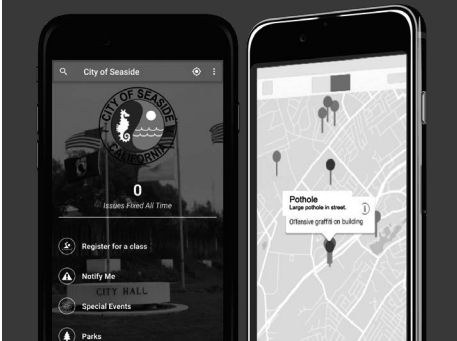 City of Seaside
CITY OF SEASIDE
CALIFORNIA
0
Issues Fixed All Time
Register for a class
Notify Me
CITY HALL
Special Events
Parks
Pothole
Large pothole in street.
i
Offensive graffiti on building